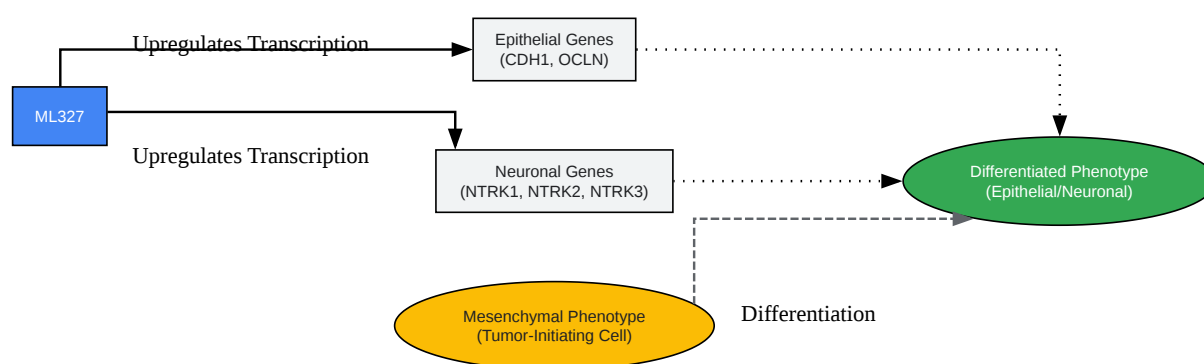 Upregulates Transcription
Epithelial Genes
(CDH1, OCLN)
ML327
Upregulates Transcription
Neuronal Genes
(NTRK1, NTRK2, NTRK3)
Differentiated Phenotype
(Epithelial/Neuronal)
Mesenchymal Phenotype
(Tumor-Initiating Cell)
Differentiation